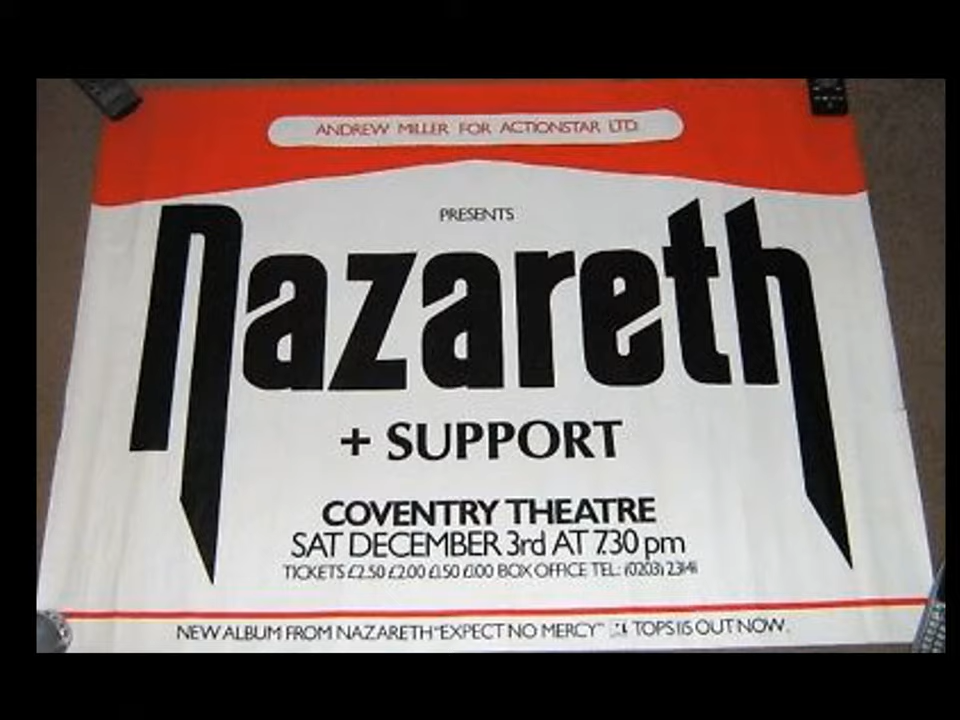 ANDREW MILLER FOR ACTIONSTAR LTD.
PRESENTS
nazareth
+ SUPPORT
COVENTRY THEATRE
SAT DECEMBER 3rd AT 7.30 pm
TICKETS £2.50 £2.00 £1.50 £1.00 BOX OFFICE TEL: (0203)
NEW ALBUM FROM NAZARETH "EXPECT NO MERCY" TOPS 115 OUT NOW.